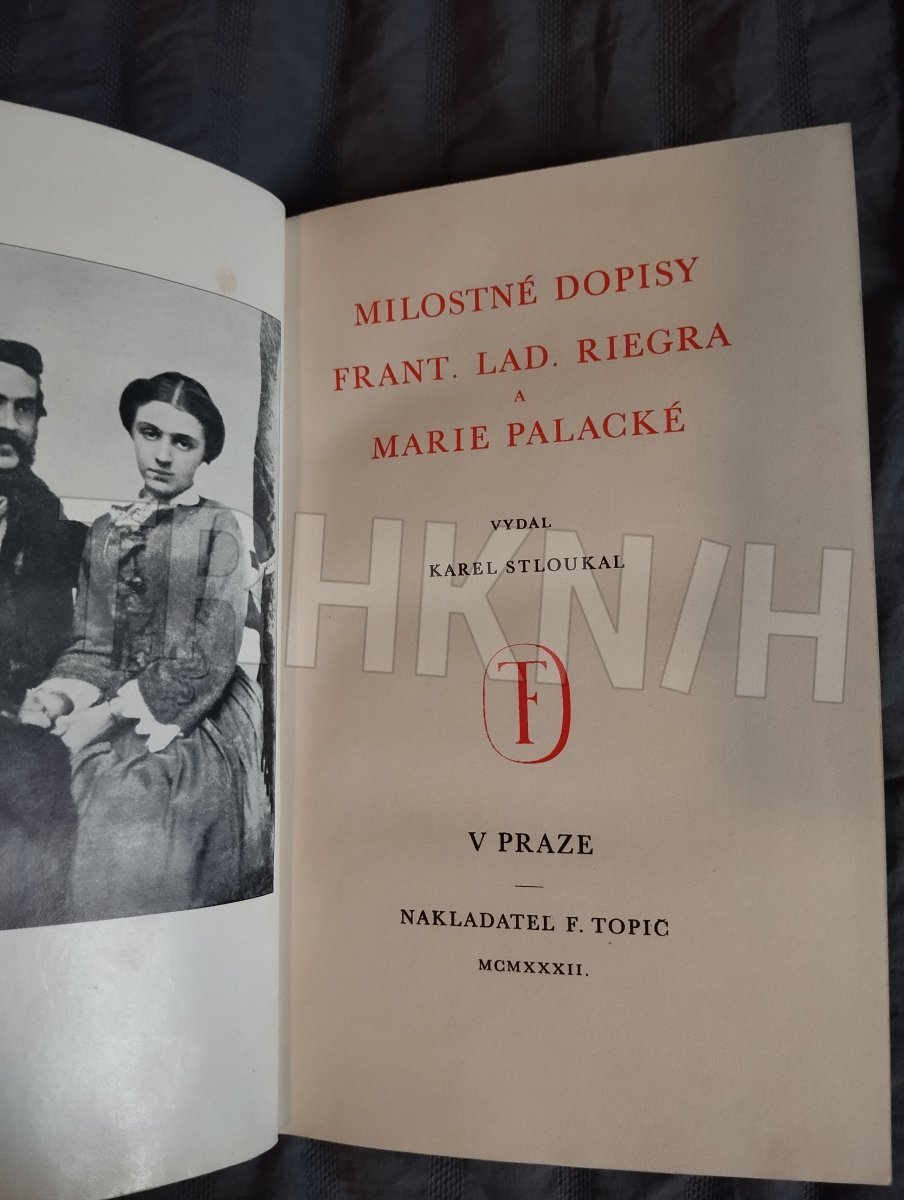 MILOSTNÉ DOPISY
FRANT. LAD. RIEGRA
A
MARIE PALACKÉ
VYDAL
KAREL STLOUKAL
TF
V PRAZE
NAKLADATEL F. TOPIČ
MCMXXXII.